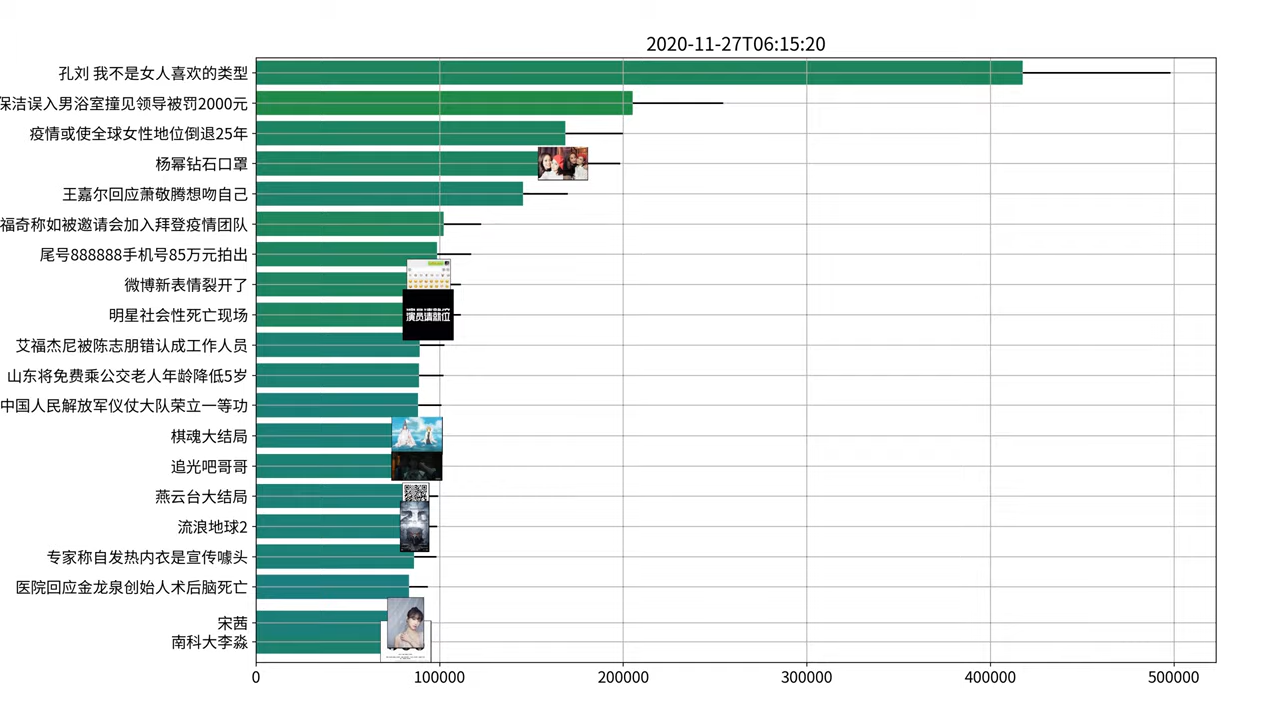 2020-11-27T06:15:20
孔刘 我不是女人喜欢的类型
保洁误入男浴室撞见领导被罚2000元
疫情或使全球女性地位倒退25年
杨幂钻石口罩
王嘉尔回应萧敬腾想吻自己
福奇称如被邀请会加入拜登疫情团队
尾号888888手机号85万元拍出
微博新表情裂开了
明星社会性死亡现场
演员请就位
艾福杰尼被陈志朋错认成工作人员
山东将免费乘公交老人年龄降低5岁
中国人民解放军仪仗大队荣立一等功
棋魂大结局
追光吧哥哥
燕云台大结局
流浪地球2
专家称自发热内衣是宣传噱头
医院回应金龙泉创始人术后脑死亡
宋茜
南科大李淼
0 100000 200000 300000 400000 500000